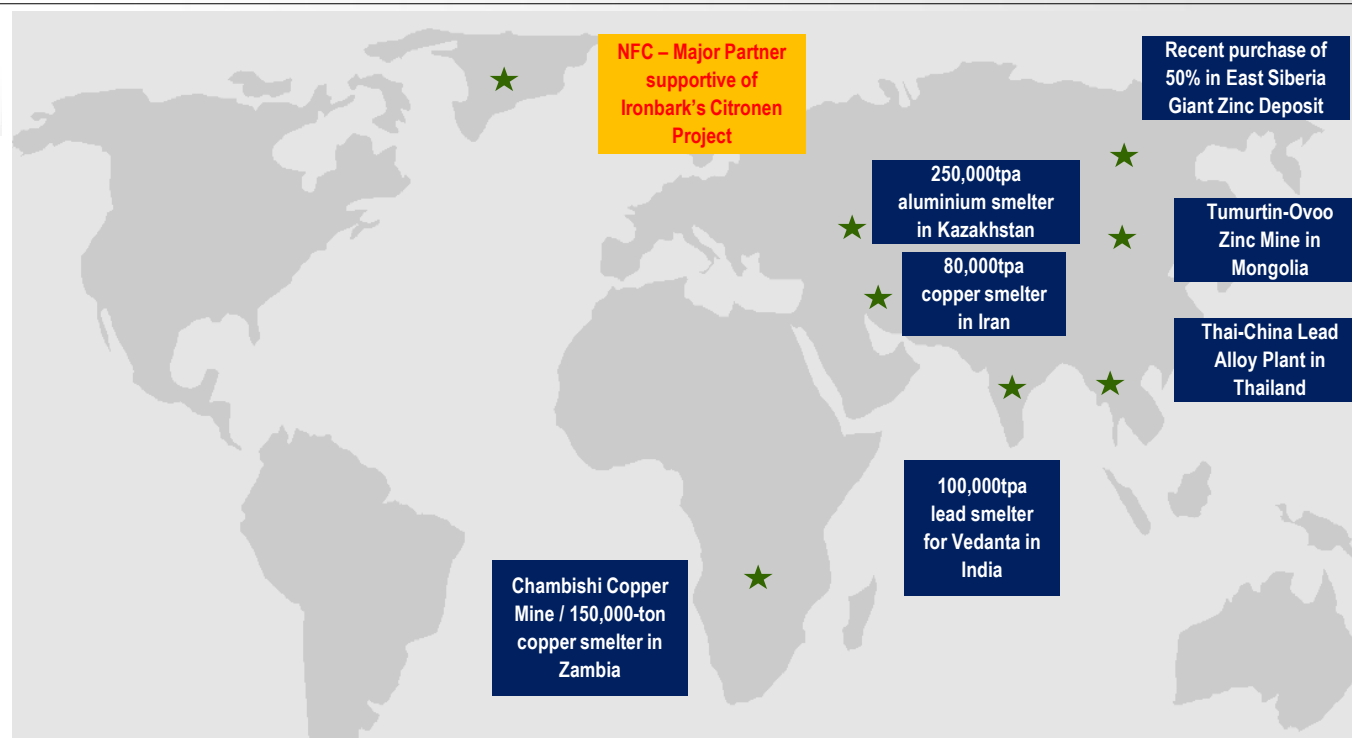 NFC – Major Partner
supportive of
Ironbark's Citronen
Project
Recent purchase of
50% in East Siberia
Giant Zinc Deposit
250,000tpa
aluminium smelter
in Kazakhstan
Tumurtin-Ovoo
Zinc Mine in
Mongolia
80,000tpa
copper smelter
in Iran
Thai-China Lead
Alloy Plant in
Thailand
100,000tpa
lead smelter
for Vedanta in
India
Chambishi Copper
Mine / 150,000-ton
copper smelter in
Zambia